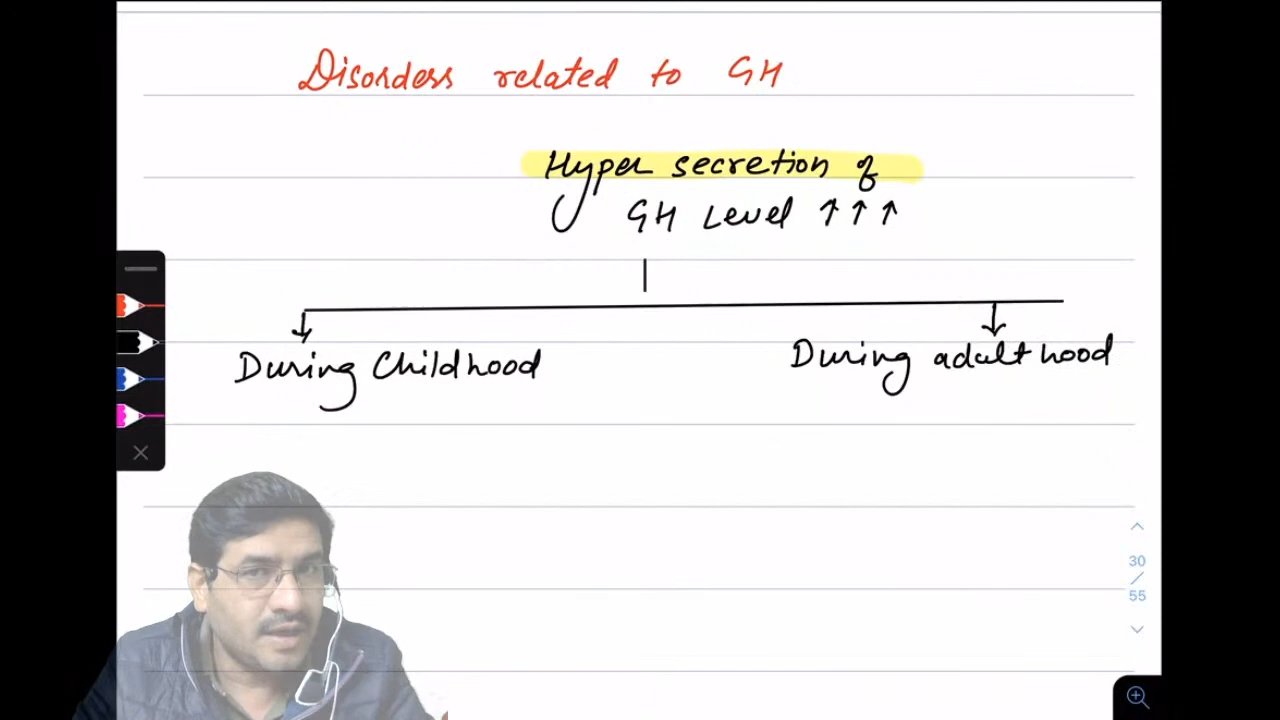 Disorders related to GH
Hyper secretion of
GH Level ↑ ↑ ↑
During Childhood
During adulthood
30
/
55